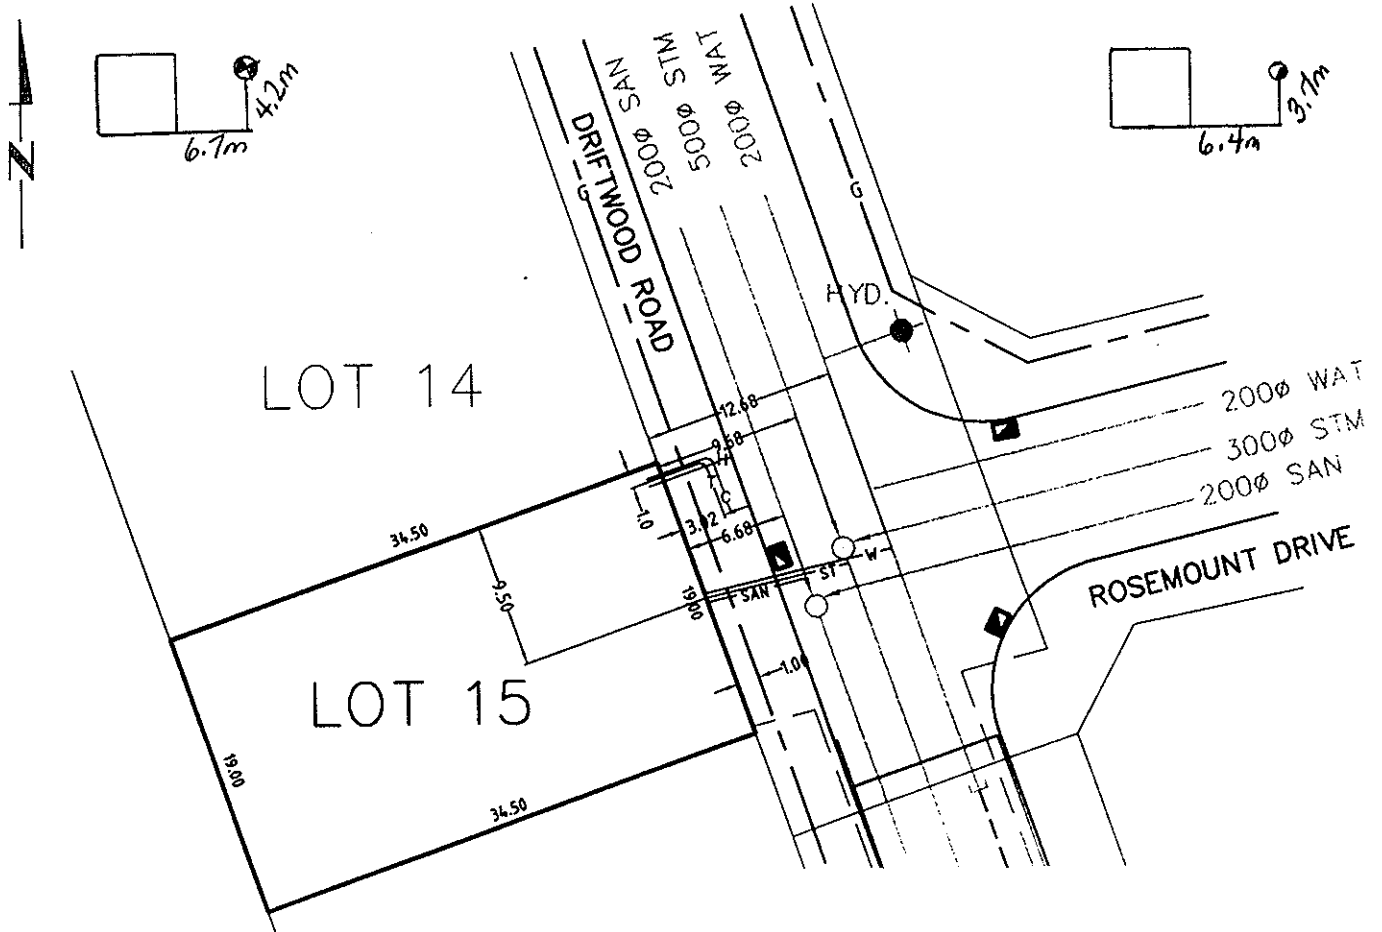 N
4.2m
6.7m
3.7m
6.4m
DRIFTWOOD ROAD
200ø SAN
500ø STM
200ø WAT
G
G
HYD.
LOT 14
12.68
9.68
200ø WAT
300ø STM
200ø SAN
1.0
3.02
6.68
34.50
9.50
19.00
SAN
ST
W
ROSEMOUNT DRIVE
1.00
LOT 15
19.00
34.50